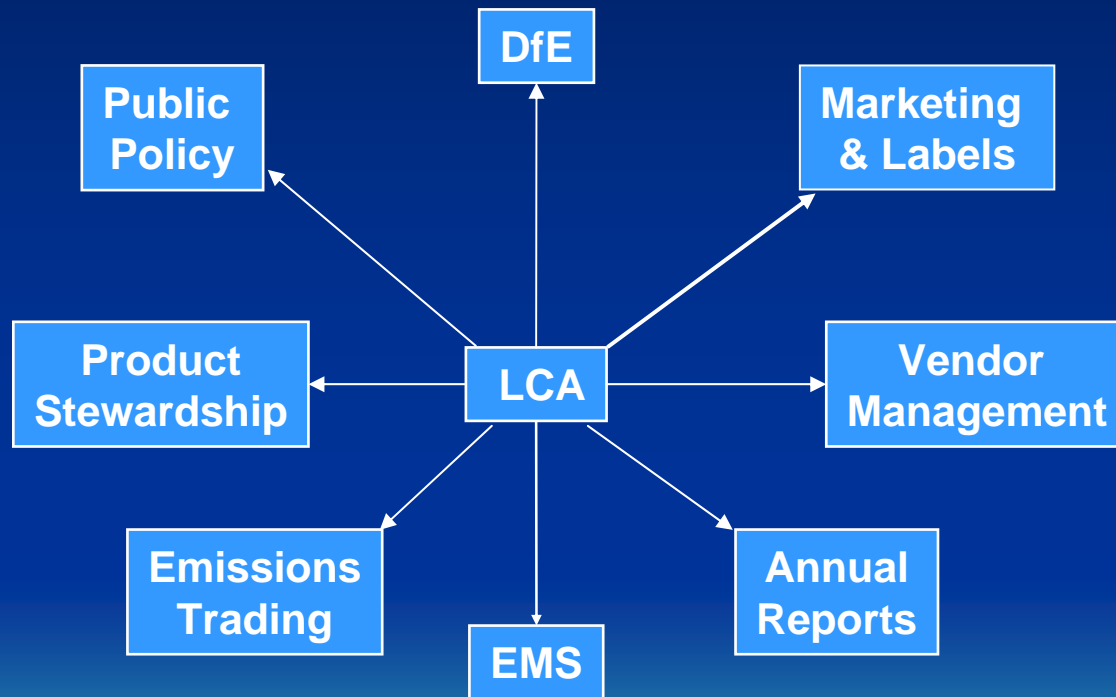 DfE
Public
Policy
Marketing
& Labels
Product
Stewardship
LCA
Vendor
Management
Emissions
Trading
Annual
Reports
EMS